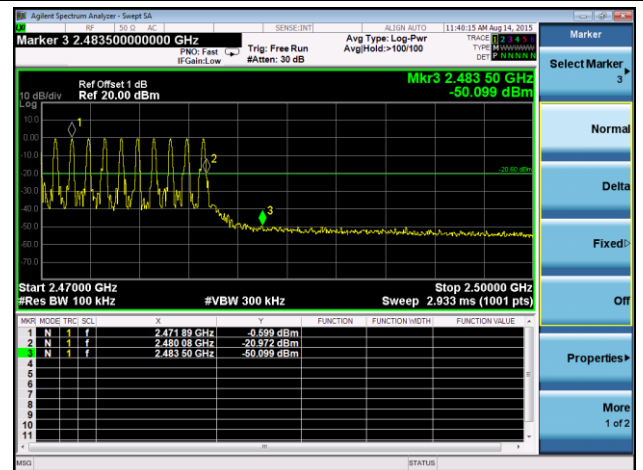 Agilent Spectrum Analyzer - Swept SA
RF 50 Ω AC SENSE:INT ALIGN AUTO 11:40:15 AM Aug 14, 2015
Marker 3 2.483500000000 GHz
PNO: Fast
IFGain:Low
Trig: Free Run
#Atten: 30 dB
Avg Type: Log-Pwr
Avg|Hold:>100/100
TRACE 1 2 3 4 5 6
TYPE M
DET P N N N N N
Ref Offset 1 dB
10 dB/div Ref 20.00 dBm
Log
Mkr3 2.483 50 GHz
-50.099 dBm
10.0
0.00
-10.0
-20.0
-30.0
-40.0
-50.0
-60.0
-70.0
1
2
3
-20.60 dBm
Start 2.47000 GHz Stop 2.50000 GHz
#Res BW 100 kHz #VBW 300 kHz Sweep 2.933 ms (1001 pts)
MKR MODE TRC SCL X Y FUNCTION FUNCTION WIDTH FUNCTION VALUE
1 N 1 f 2.471 89 GHz -0.599 dBm
2 N 1 f 2.480 08 GHz -20.972 dBm
3 N 1 f 2.483 50 GHz -50.099 dBm
4
5
6
7
8
9
10
11
MSG STATUS
Marker
Select Marker
3
Normal
Delta
Fixed
Off
Properties
More
1 of 2